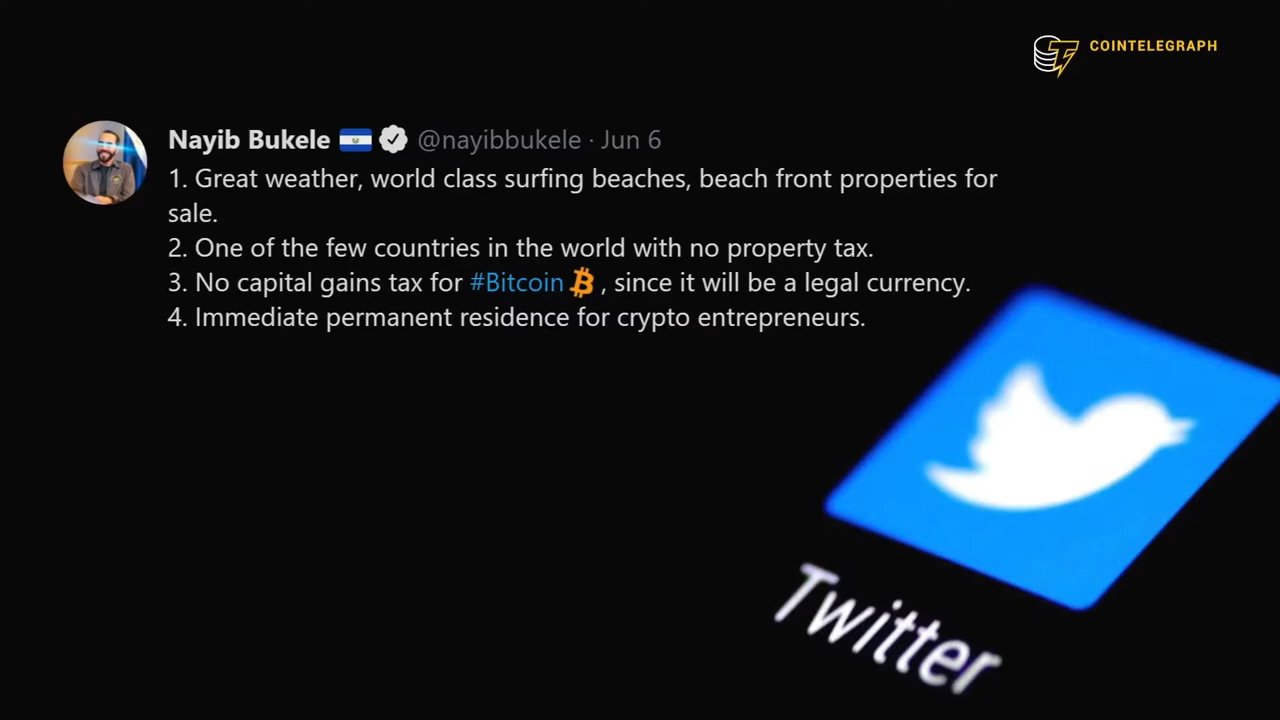 COINTELEGRAPH
Nayib Bukele @nayibbukele · Jun 6
1. Great weather, world class surfing beaches, beach front properties for
sale.
2. One of the few countries in the world with no property tax.
3. No capital gains tax for #Bitcoin , since it will be a legal currency.
4. Immediate permanent residence for crypto entrepreneurs.
Twitter